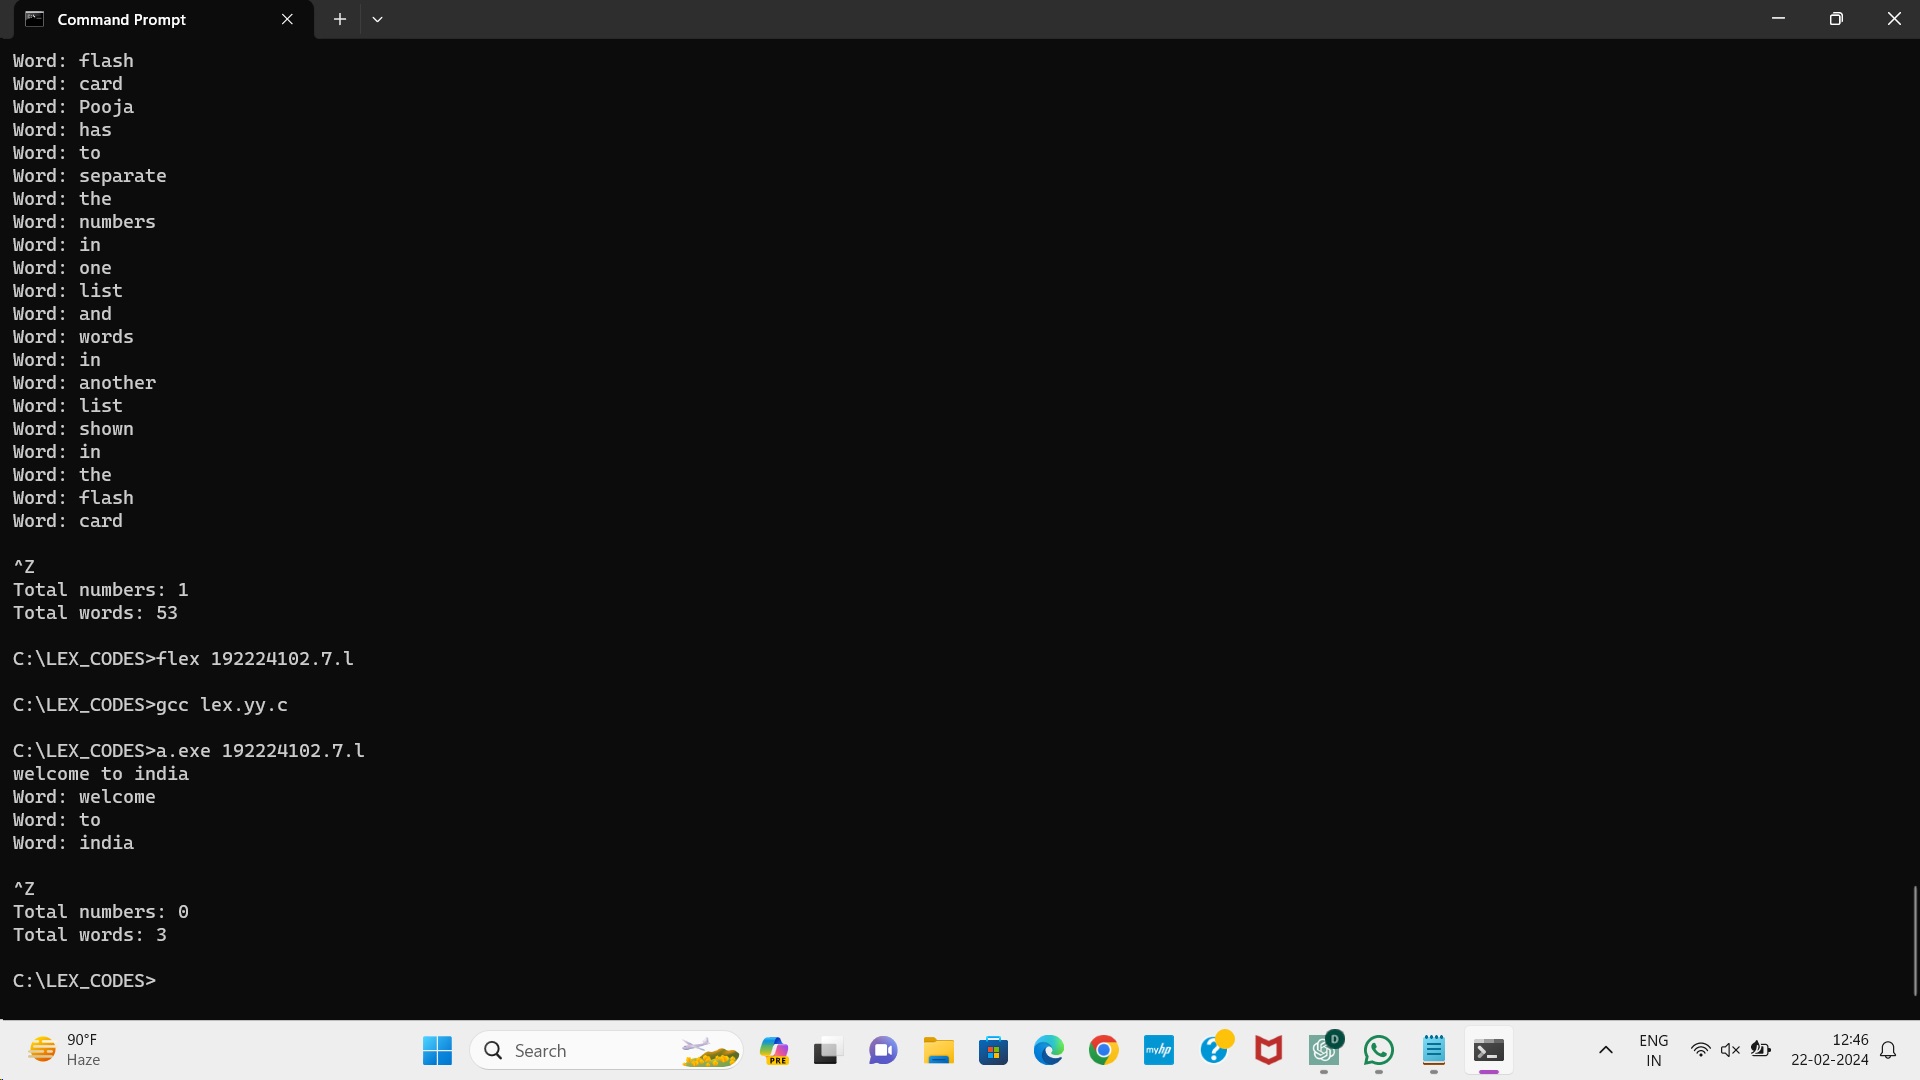 Command Prompt
Word: flash
Word: card
Word: Pooja
Word: has
Word: to
Word: separate
Word: the
Word: numbers
Word: in
Word: one
Word: list
Word: and
Word: words
Word: in
Word: another
Word: list
Word: shown
Word: in
Word: the
Word: flash
Word: card
^Z
Total numbers: 1
Total words: 53
C:\LEX_CODES>flex 192224102.7.l
C:\LEX_CODES>gcc lex.yy.c
C:\LEX_CODES>a.exe 192224102.7.l
welcome to india
Word: welcome
Word: to
Word: india
^Z
Total numbers: 0
Total words: 3
C:\LEX_CODES>
90°F
Haze
Search
PRE
myhp
D
ENG
IN
12:46
22-02-2024